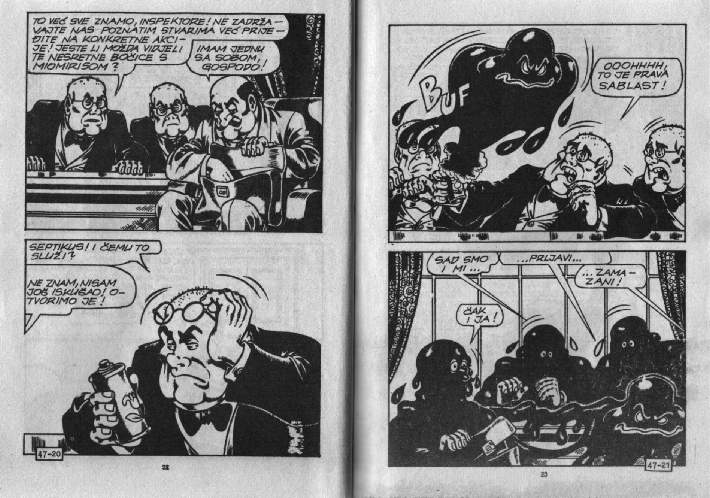 TO VEĆ SVE ZNAMO, INSPEKTORE! NE ZADRŽA-
VAJTE NAS POZNATIM STVARIMA VEĆ PRIJE-
ĐITE NA KONKRETNE AKCI-
JE! JESTE LI MOŽDA VIDJELI
TE NESRETNE BOČICE S
MIOMIRISOM?
IMAM JEDNU
SA SOBOM,
GOSPODO!
SEPTIKUS! I ČEMU TO
SLUŽI?
NE ZNAM, NISAM
JOŠ ISKUŠAO! O-
TVORIMO JE!
47-20
22
BUF
OOOHHHH,
TO JE PRAVA
SABLAST!
SAD SMO
I MI...
...PRLJAVI...
...ZAMA-
ZANI!
ČAK
I JA!
47-21
23